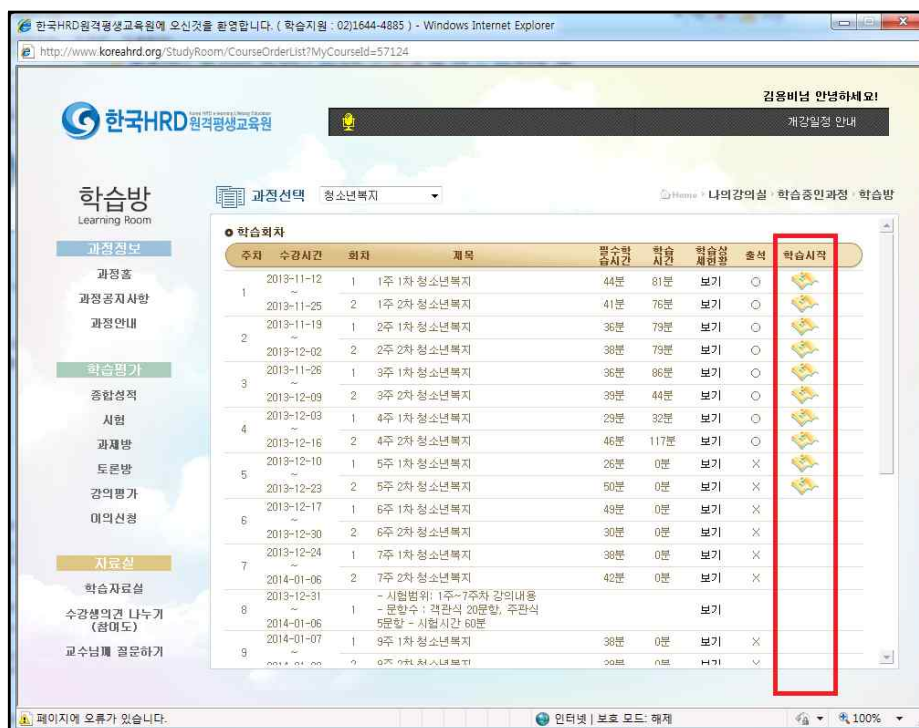 한국HRD원격평생교육원에 오신것을 환영합니다. ( 학습지원 : 02)1644-4885 ) - Windows Internet Explorer
http://www.koreahrd.org/StudyRoom/CourseOrderList?MyCourseId=57124
김용비님 안녕하세요!
한국HRD 원격평생교육원
개강일정 안내
학습방
Learning Room
과정선택 청소년복지
Home 나의강의실 학습중인과정 학습방
학습회차
주차 수강시간 회차 제목 필수학습시간 학습시간 학습상세현황 출석 학습시작
1 2013-11-12 ~ 2013-11-25
1 1주 1차 청소년복지 44분 81분 보기 ○
2 1주 2차 청소년복지 41분 76분 보기 ○
2 2013-11-19 ~ 2013-12-02
1 2주 1차 청소년복지 36분 79분 보기 ○
2 2주 2차 청소년복지 38분 79분 보기 ○
3 2013-11-26 ~ 2013-12-09
1 3주 1차 청소년복지 36분 86분 보기 ○
2 3주 2차 청소년복지 39분 44분 보기 ○
4 2013-12-03 ~ 2013-12-16
1 4주 1차 청소년복지 29분 32분 보기 ○
2 4주 2차 청소년복지 46분 117분 보기 ○
5 2013-12-10 ~ 2013-12-23
1 5주 1차 청소년복지 26분 0분 보기 X
2 5주 2차 청소년복지 50분 0분 보기 X
6 2013-12-17 ~ 2013-12-30
1 6주 1차 청소년복지 49분 0분 보기 X
2 6주 2차 청소년복지 30분 0분 보기 X
7 2013-12-24 ~ 2014-01-06
1 7주 1차 청소년복지 38분 0분 보기 X
2 7주 2차 청소년복지 42분 0분 보기 X
8 2013-12-31 ~ 2014-01-06
1 - 시험범위: 1주~7주차 강의내용
- 문항수 : 객관식 20문항, 주관식
5문항 - 시험시간 60분
보기
9 2014-01-07
1 9주 1차 청소년복지 38분 0분 보기 X
2 9주 2차 청소년복지
과정정보
과정홈
과정공지사항
과정안내
학습평가
종합성적
시험
과제방
토론방
강의평가
이의신청
자료실
학습자료실
수강생의견 나누기
(참여도)
교수님께 질문하기
페이지에 오류가 있습니다.
인터넷 | 보호 모드: 해제
100%